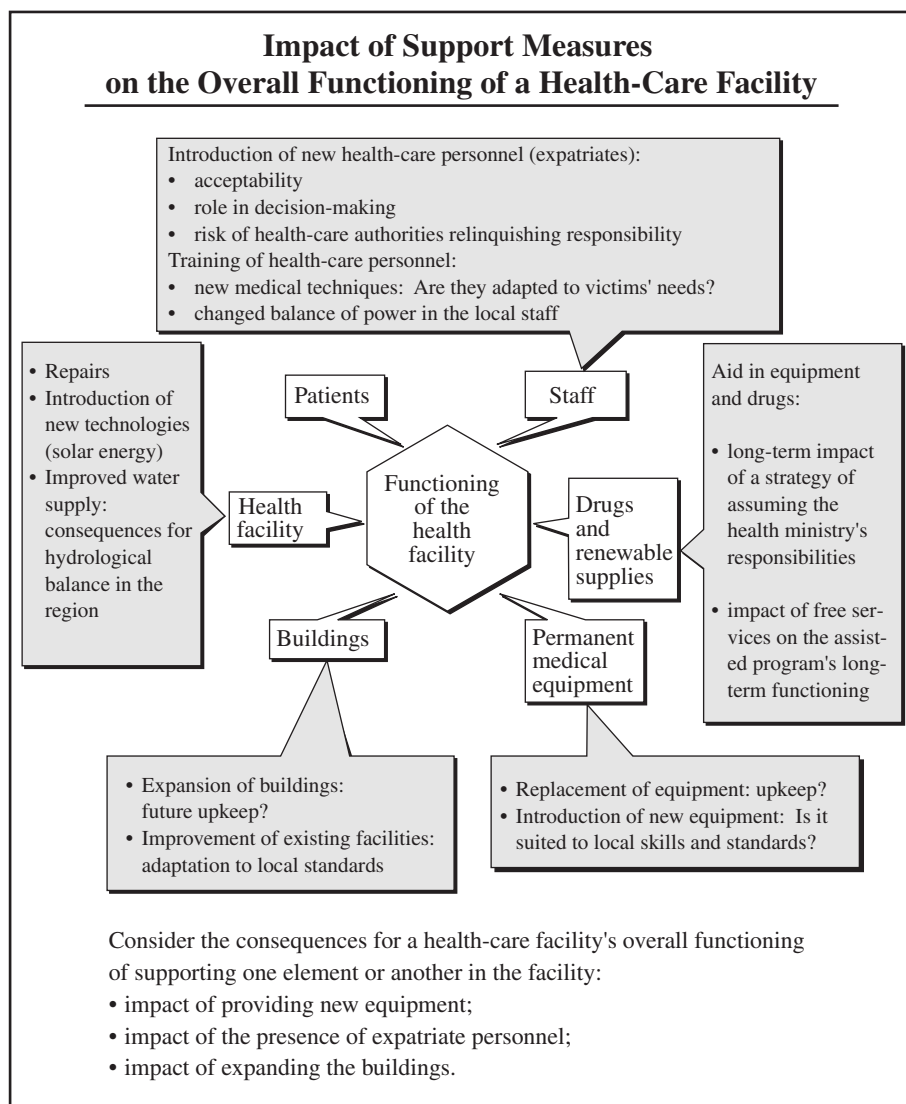 Impact of Support Measures
on the Overall Functioning of a Health-Care Facility
Introduction of new health-care personnel (expatriates):
• acceptability
• role in decision-making
• risk of health-care authorities relinquishing responsibility
Training of health-care personnel:
• new medical techniques: Are they adapted to victims' needs?
• changed balance of power in the local staff
• Repairs
• Introduction of
new technologies
(solar energy)
• Improved water
supply:
consequences for
hydrological
balance in the
region
Patients
Staff
Aid in equipment
and drugs:
• long-term impact
of a strategy of
assuming the
health ministry's
responsibilities
• impact of free ser-
vices on the assist-
ed program's long-
term functioning
Health
facility
Functioning
of the
health
facility
Drugs
and
renewable
supplies
Buildings
Permanent
medical
equipment
• Expansion of buildings:
future upkeep?
• Improvement of existing facilities:
adaptation to local standards
• Replacement of equipment: upkeep?
• Introduction of new equipment: Is it
suited to local skills and standards?
Consider the consequences for a health-care facility's overall functioning
of supporting one element or another in the facility:
• impact of providing new equipment;
• impact of the presence of expatriate personnel;
• impact of expanding the buildings.